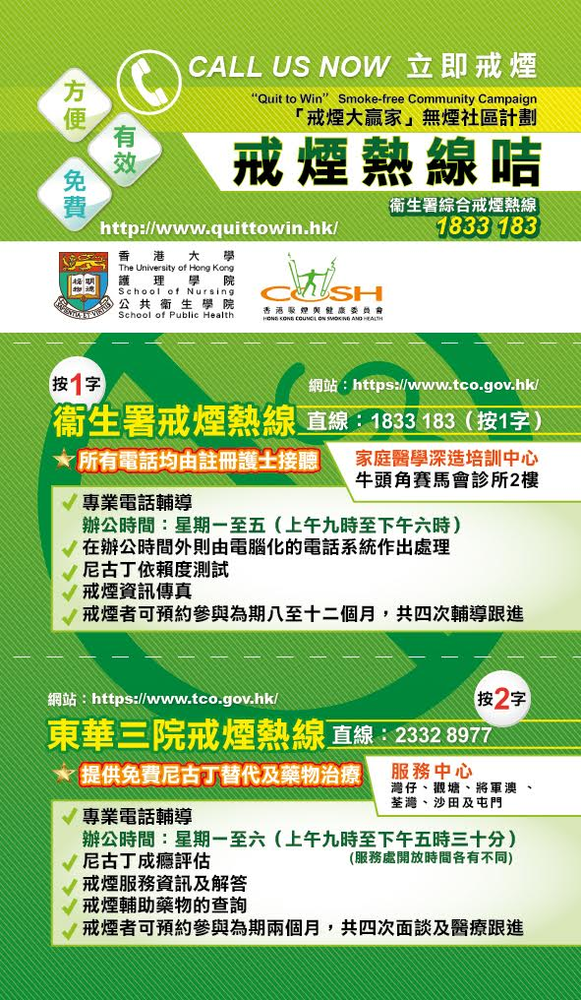 CALL US NOW 立即戒煙
方便
有效
免費
“Quit to Win” Smoke-free Community Campaign
「戒煙大贏家」無煙社區計劃
戒煙熱線咭
衞生署綜合戒煙熱線
1833 183
http://www.quittowin.hk/
明德
格物
SAPIENTIA ET VIRTUS
香港大學
The University of Hong Kong
護理學院
School of Nursing
公共衞生學院
School of Public Health
COSH
香港吸煙與健康委員會
HONG KONG COUNCIL ON SMOKING AND HEALTH
按1字
網站：https://www.tco.gov.hk/
衞生署戒煙熱線 直線：1833 183（按1字）
所有電話均由註冊護士接聽
家庭醫學深造培訓中心
牛頭角賽馬會診所2樓
專業電話輔導
辦公時間：星期一至五（上午九時至下午六時）
在辦公時間外則由電腦化的電話系統作出處理
尼古丁依賴度測試
戒煙資訊傳真
戒煙者可預約參與為期八至十二個月，共四次輔導跟進
網站：https://www.tco.gov.hk/
按2字
東華三院戒煙熱線 直線：2332 8977
提供免費尼古丁替代及藥物治療
服務中心
灣仔、觀塘、將軍澳 、
荃灣、沙田及屯門
專業電話輔導
辦公時間：星期一至六（上午九時至下午五時三十分）
(服務處開放時間各有不同)
尼古丁成癮評估
戒煙服務資訊及解答
戒煙輔助藥物的查詢
戒煙者可預約參與為期兩個月，共四次面談及醫療跟進